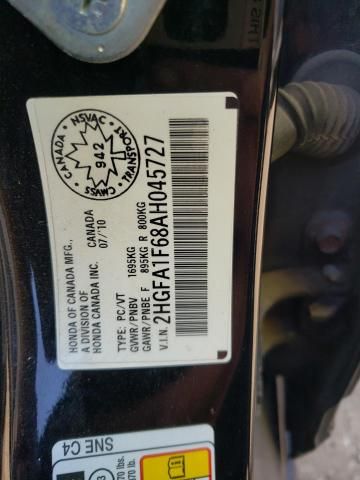 HONDA OF CANADA MFG., CANADA
A DIVISION OF 07/10
HONDA CANADA INC.
TYPE: PC/VT 1695KG
GVWR/PNBV
GAWR/PNBE F 895KG R 800KG
V.I.N. 2HGFA1F68AH045727
CANADA
NSVAC
TRANSPORT
CMVSS
942
SNE C4
THIS